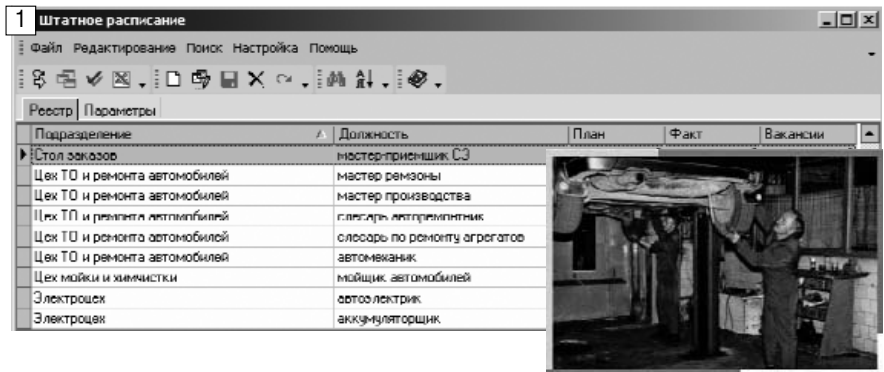 1
Штатное расписание
Файл Редактирование Поиск Настройка Помощь
Реестр Параметры
Подразделение Должность План Факт Вакансии
Стол заказов мастер-приемщик СЭ
Цех ТО и ремонта автомобилей мастер ремзоны
Цех ТО и ремонта автомобилей мастер производства
Цех ТО и ремонта автомобилей слесарь авторемонтник
Цех ТО и ремонта автомобилей слесарь по ремонту агрегатов
Цех ТО и ремонта автомобилей автомеханик
Цех мойки и химчистки мойщик автомобилей
Электроцех автоэлектрик
Электроцех аккумуляторщик